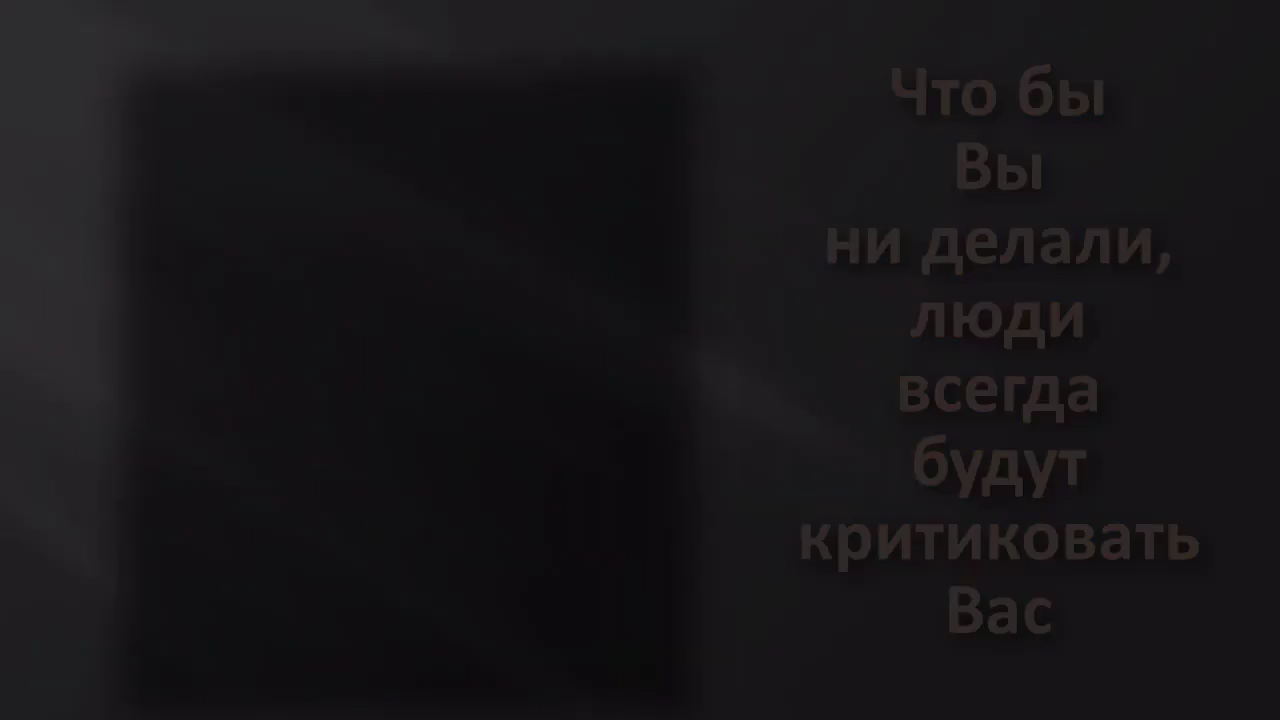 Что бы
Вы
ни делали,
люди
всегда
будут
критиковать
Вас